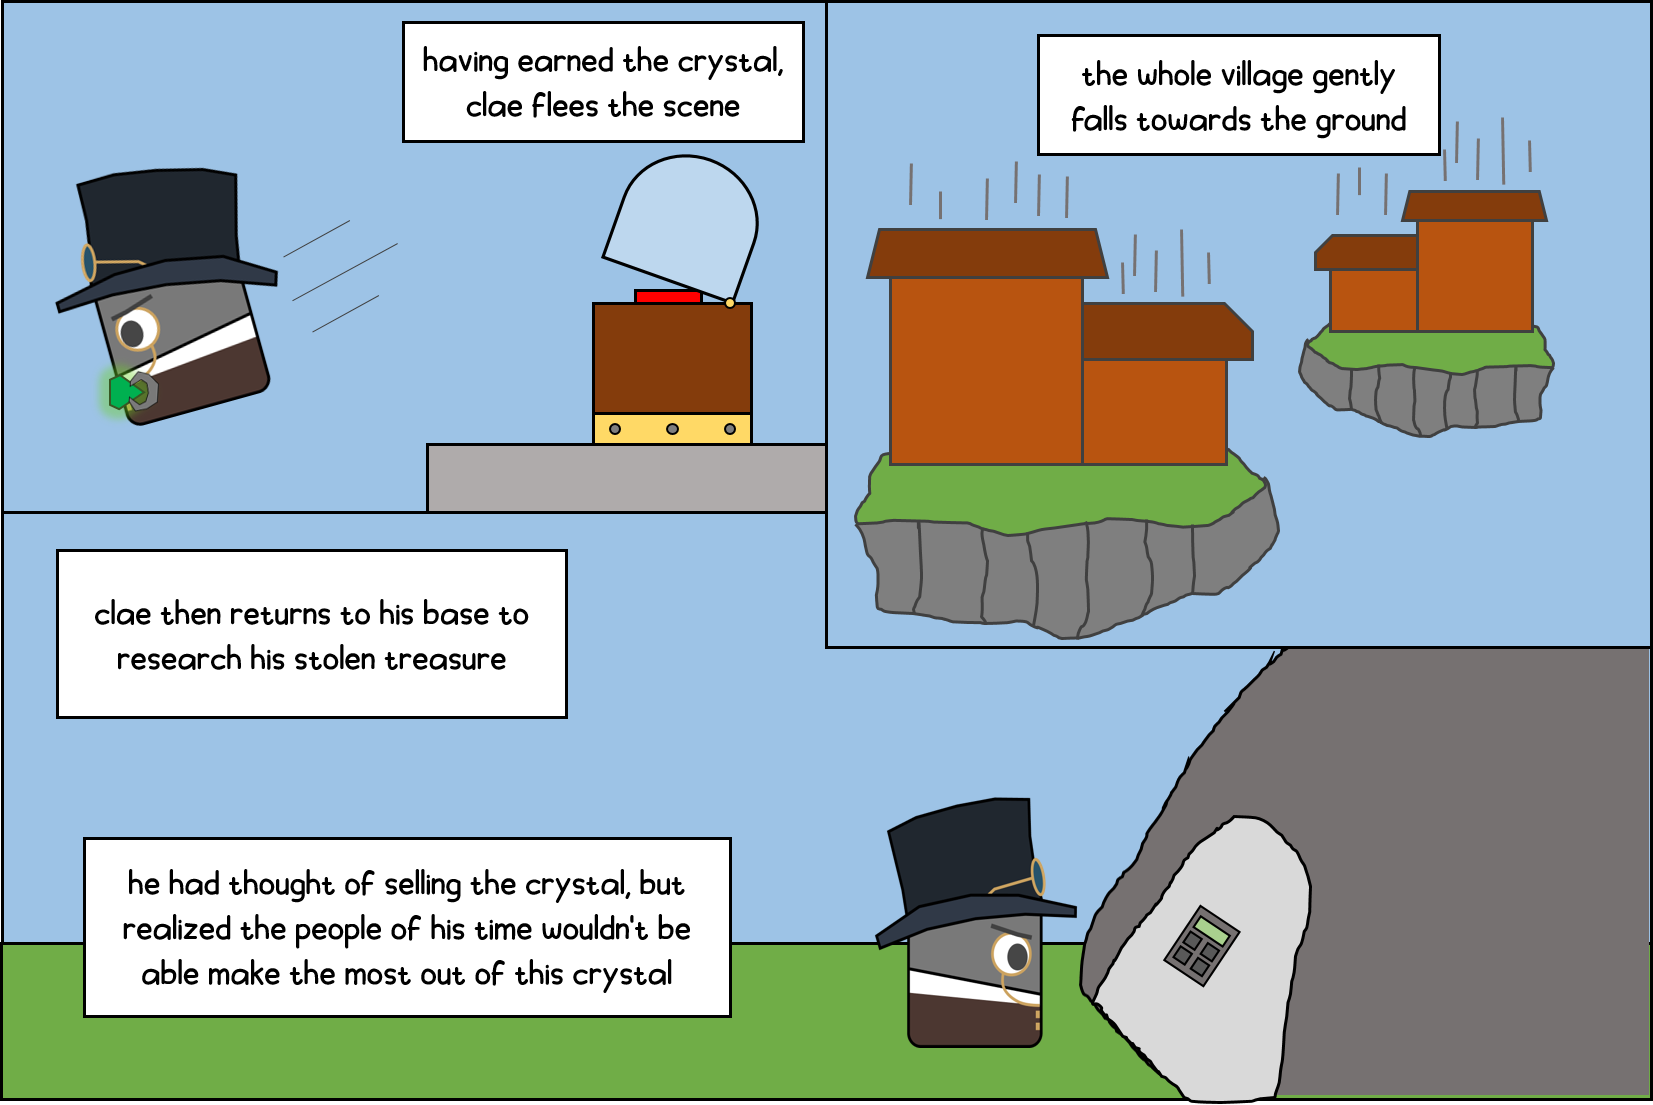 having earned the crystal,
clae flees the scene
the whole village gently
falls towards the ground
clae then returns to his base to
research his stolen treasure
he had thought of selling the crystal, but
realized the people of his time wouldn't be
able make the most out of this crystal